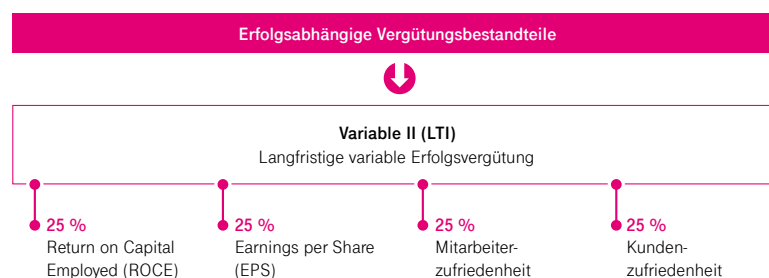 Erfolgsabhängige Vergütungsbestandteile
Variable II (LTI)
Langfristige variable Erfolgsvergütung
25 %
Return on Capital
Employed (ROCE)
25 %
Earnings per Share
(EPS)
25 %
Mitarbeiter-
zufriedenheit
25 %
Kunden-
zufriedenheit